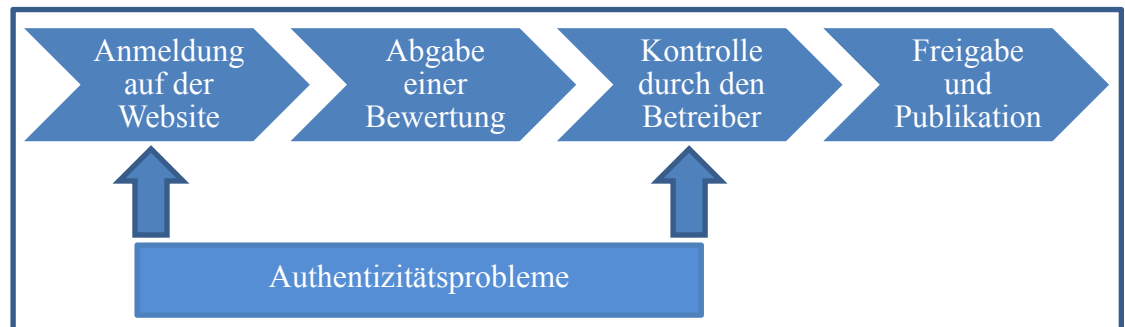 Anmeldung
auf der
Website
Abgabe
einer
Bewertung
Kontrolle
durch den
Betreiber
Freigabe
und
Publikation
Authentizitätsprobleme